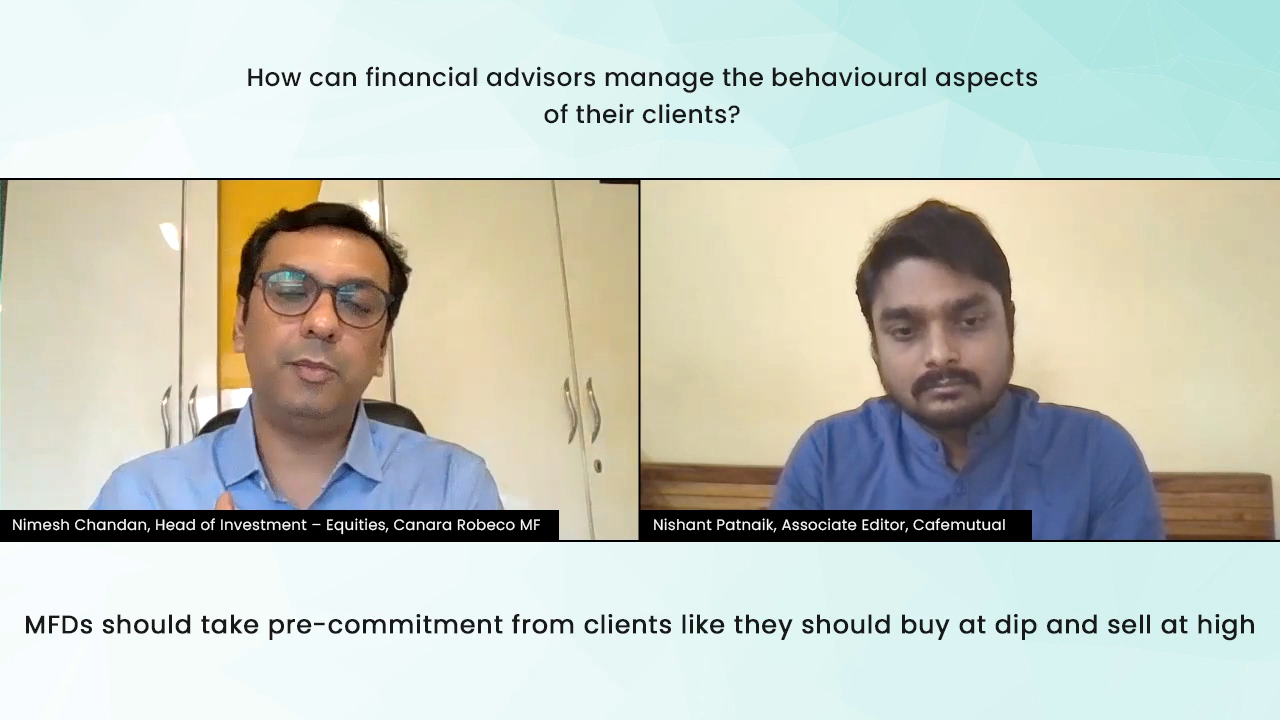 How can financial advisors manage the behavioural aspects
of their clients?
Nimesh Chandan, Head of Investment – Equities, Canara Robeco MF
Nishant Patnaik, Associate Editor, Cafemutual
MFDs should take pre-commitment from clients like they should buy at dip and sell at high